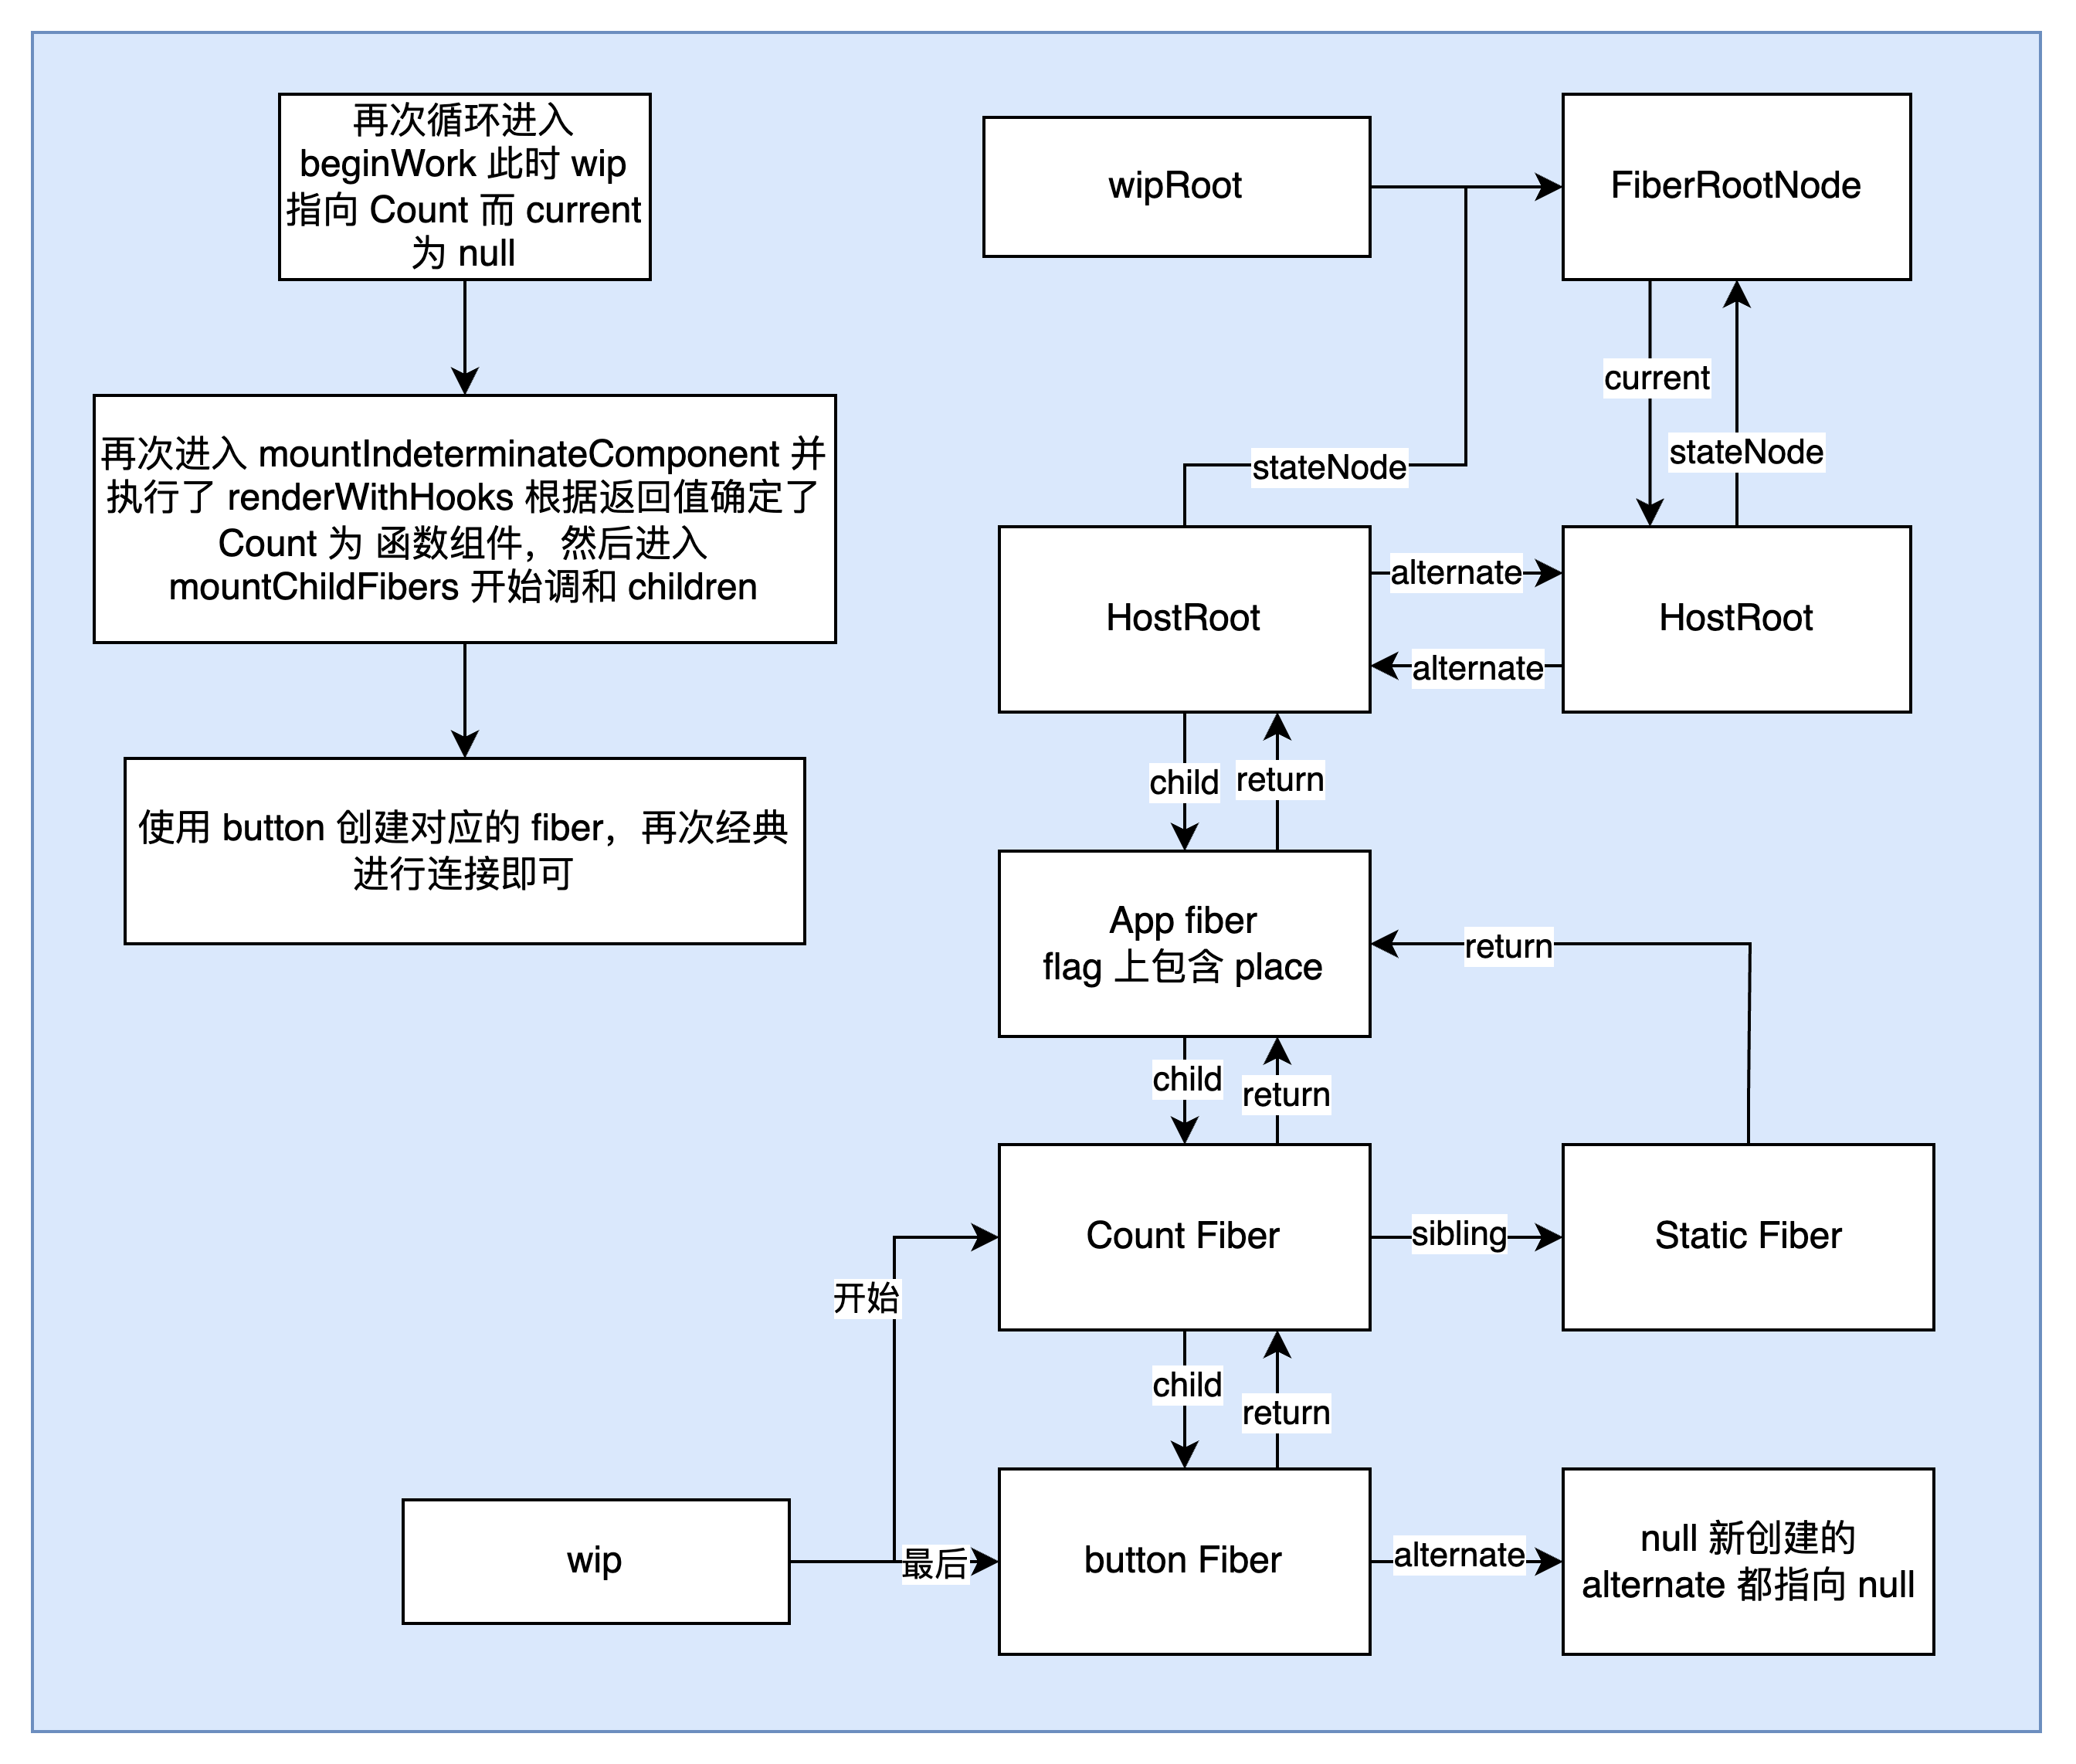 再次循环进入
beginWork 此时 wip
指向 Count 而 current
为 null
再次进入 mountIndeterminateComponent 并
执行了 renderWithHooks 根据返回值确定了
Count 为 函数组件，然后进入
mountChildFibers 开始调和 children
使用 button 创建对应的 fiber，再次经典
进行连接即可
wipRoot
FiberRootNode
current
stateNode
stateNode
HostRoot
alternate
alternate
HostRoot
child
return
App fiber
flag 上包含 place
return
child
return
Count Fiber
sibling
Static Fiber
开始
child
return
wip
最后
button Fiber
alternate
null 新创建的
alternate 都指向 null